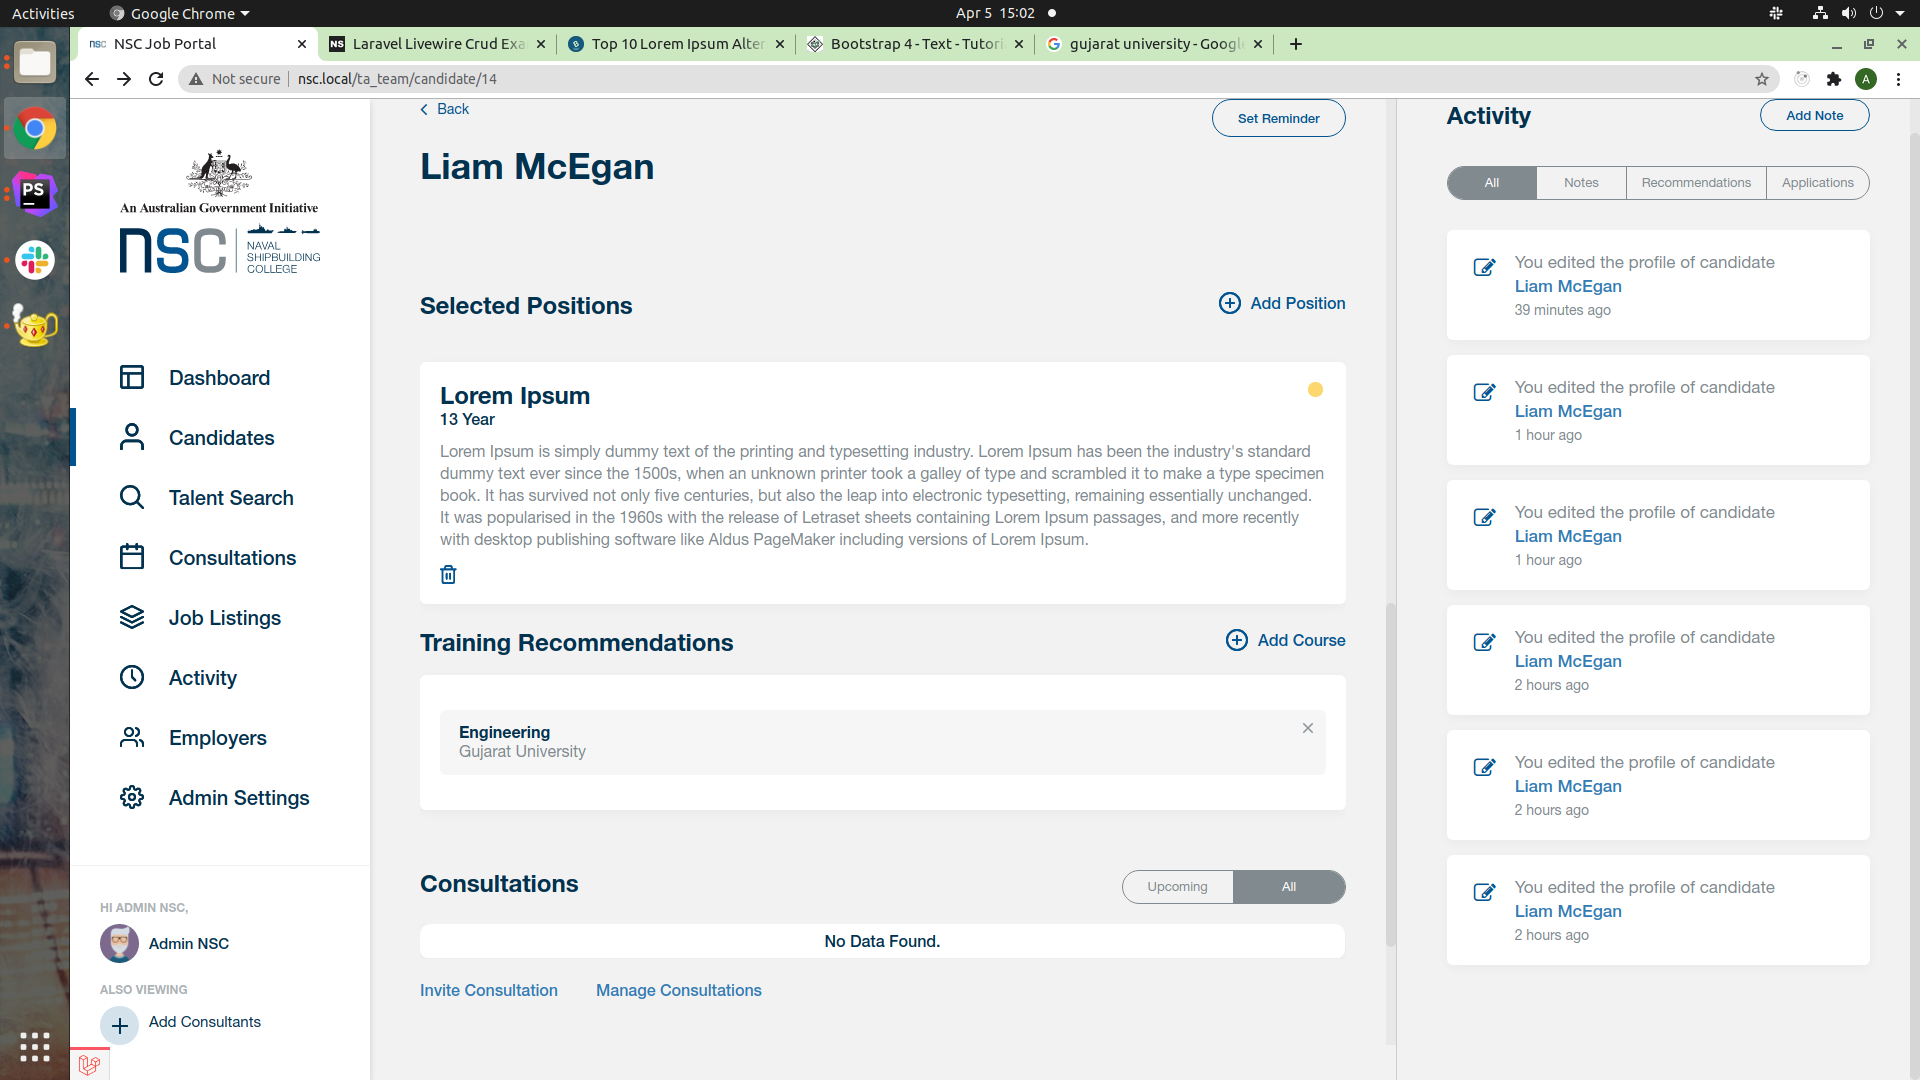 Activities
Google Chrome
Apr 5 15:02
nsc NSC Job Portal
NS Laravel Livewire Crud Exa
Top 10 Lorem Ipsum Alter
Bootstrap 4 - Text - Tutori
gujarat university - Google
Not secure
nsc.local/ta_team/candidate/14
A
PS
An Australian Government Initiative
nsc
NAVAL
SHIPBUILDING
COLLEGE
Dashboard
Candidates
Talent Search
Consultations
Job Listings
Activity
Employers
Admin Settings
HI ADMIN NSC,
Admin NSC
ALSO VIEWING
Add Consultants
Back
Set Reminder
Liam McEgan
Selected Positions
Add Position
Lorem Ipsum
13 Year
Lorem Ipsum is simply dummy text of the printing and typesetting industry. Lorem Ipsum has been the industry's standard
dummy text ever since the 1500s, when an unknown printer took a galley of type and scrambled it to make a type specimen
book. It has survived not only five centuries, but also the leap into electronic typesetting, remaining essentially unchanged.
It was popularised in the 1960s with the release of Letraset sheets containing Lorem Ipsum passages, and more recently
with desktop publishing software like Aldus PageMaker including versions of Lorem Ipsum.
Training Recommendations
Add Course
Engineering
Gujarat University
Consultations
Upcoming
All
No Data Found.
Invite Consultation
Manage Consultations
Activity
Add Note
All
Notes
Recommendations
Applications
You edited the profile of candidate
Liam McEgan
39 minutes ago
You edited the profile of candidate
Liam McEgan
1 hour ago
You edited the profile of candidate
Liam McEgan
1 hour ago
You edited the profile of candidate
Liam McEgan
2 hours ago
You edited the profile of candidate
Liam McEgan
2 hours ago
You edited the profile of candidate
Liam McEgan
2 hours ago